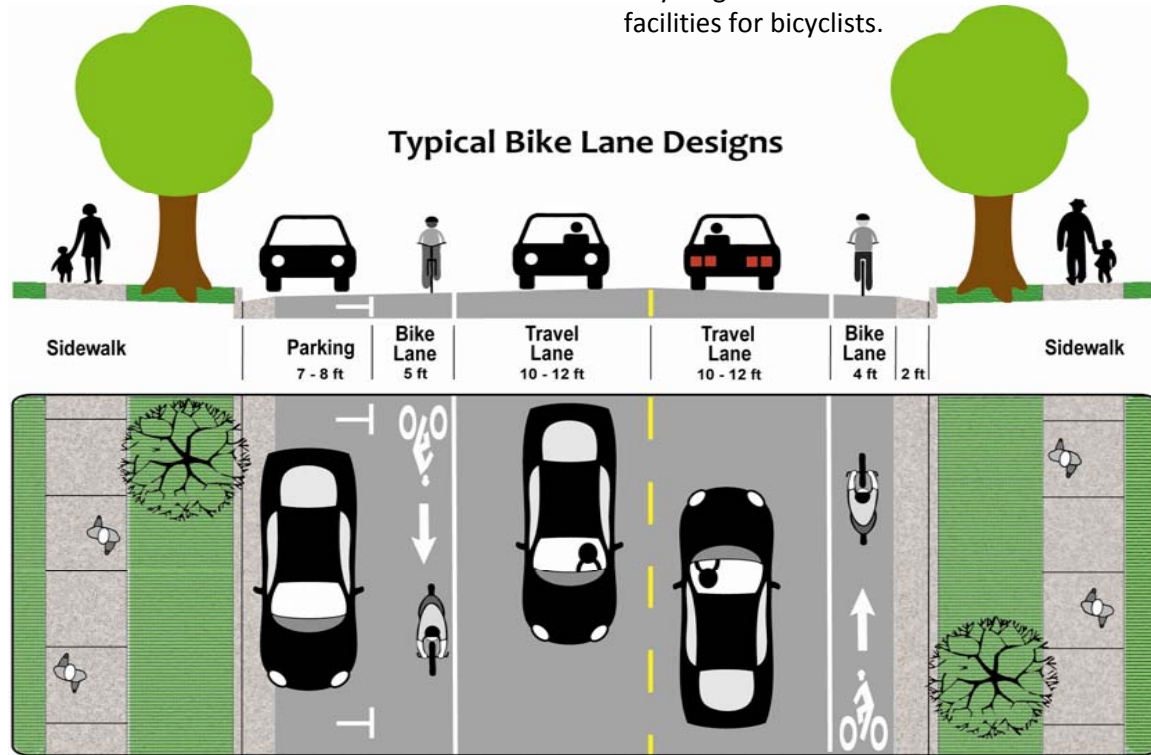 facilities for bicyclists.
Typical Bike Lane Designs
Sidewalk
Parking
7 - 8 ft
Bike
Lane
5 ft
Travel
Lane
10 - 12 ft
Travel
Lane
10 - 12 ft
Bike
Lane
4 ft
2 ft
Sidewalk